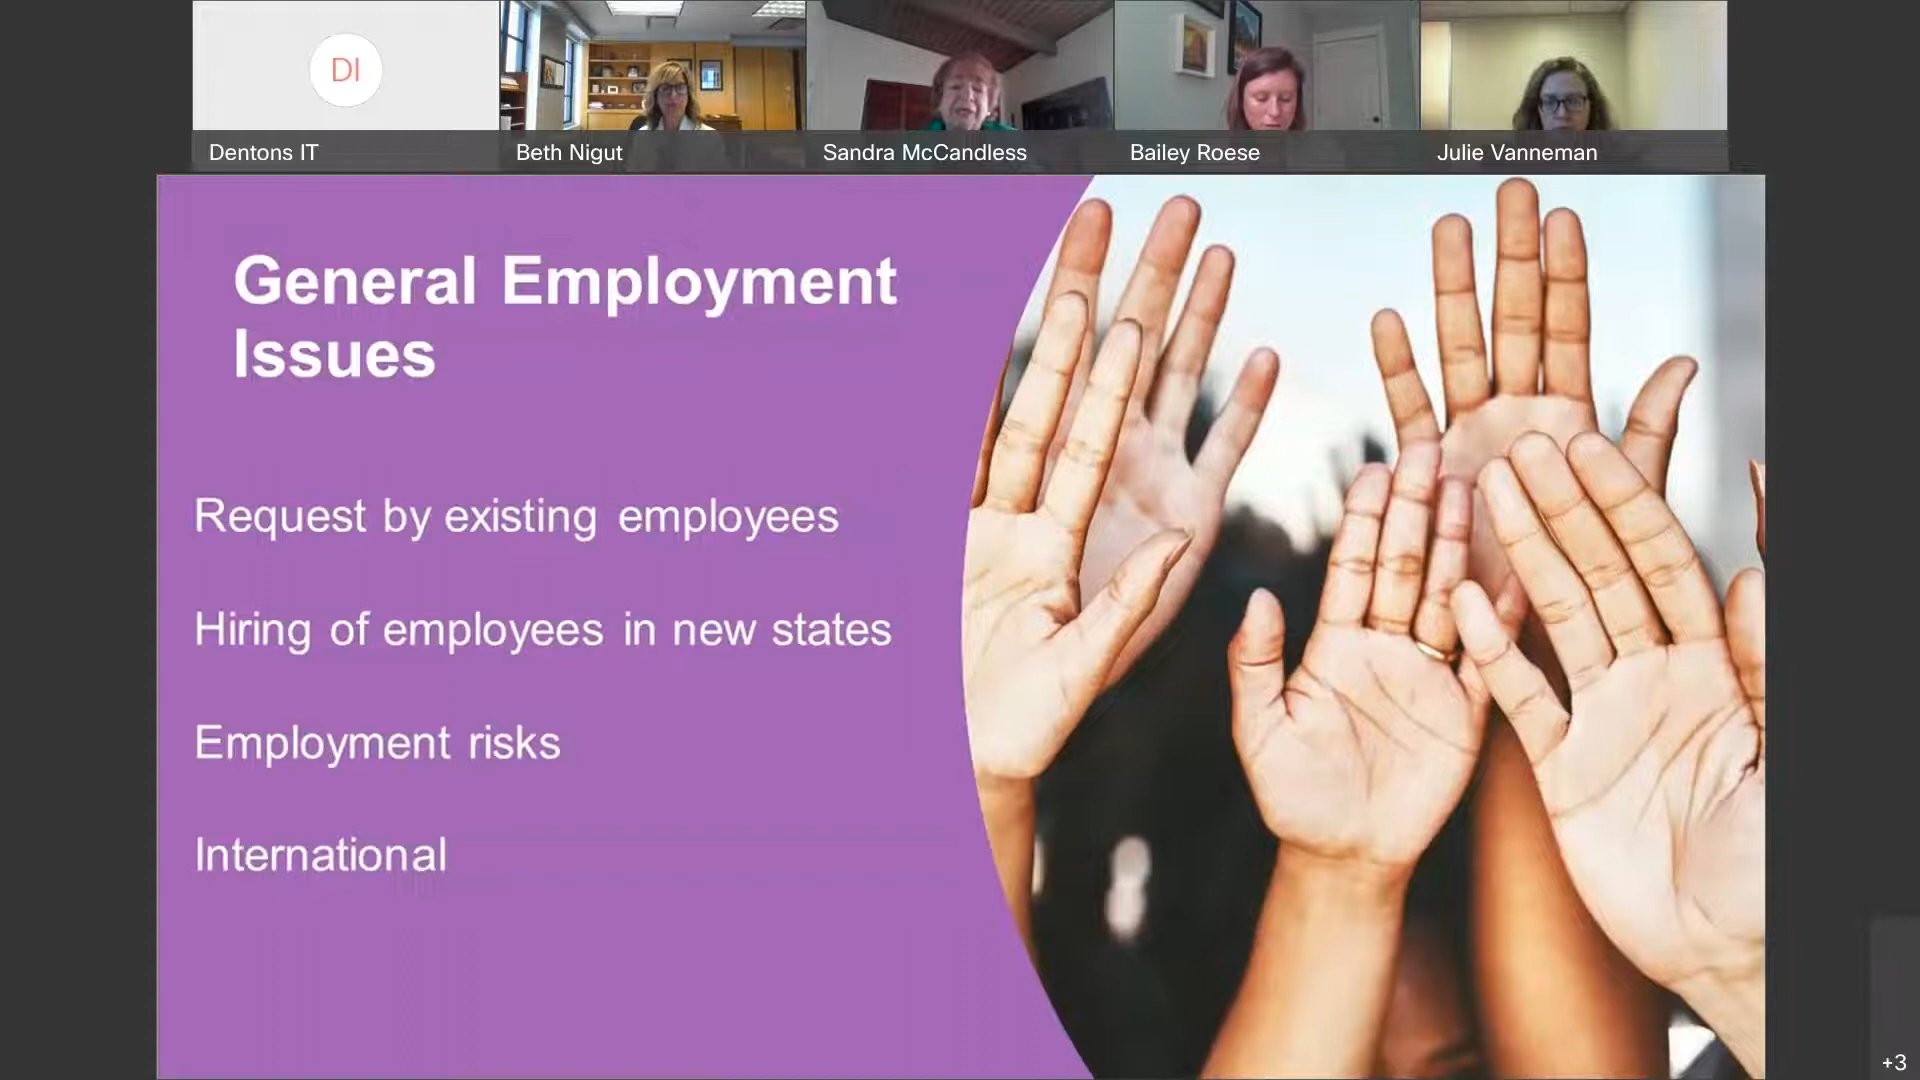 DI
Dentons IT
Beth Nigut
Sandra McCandless
Bailey Roese
Julie Vanneman
General Employment
Issues
Request by existing employees
Hiring of employees in new states
Employment risks
International
+3